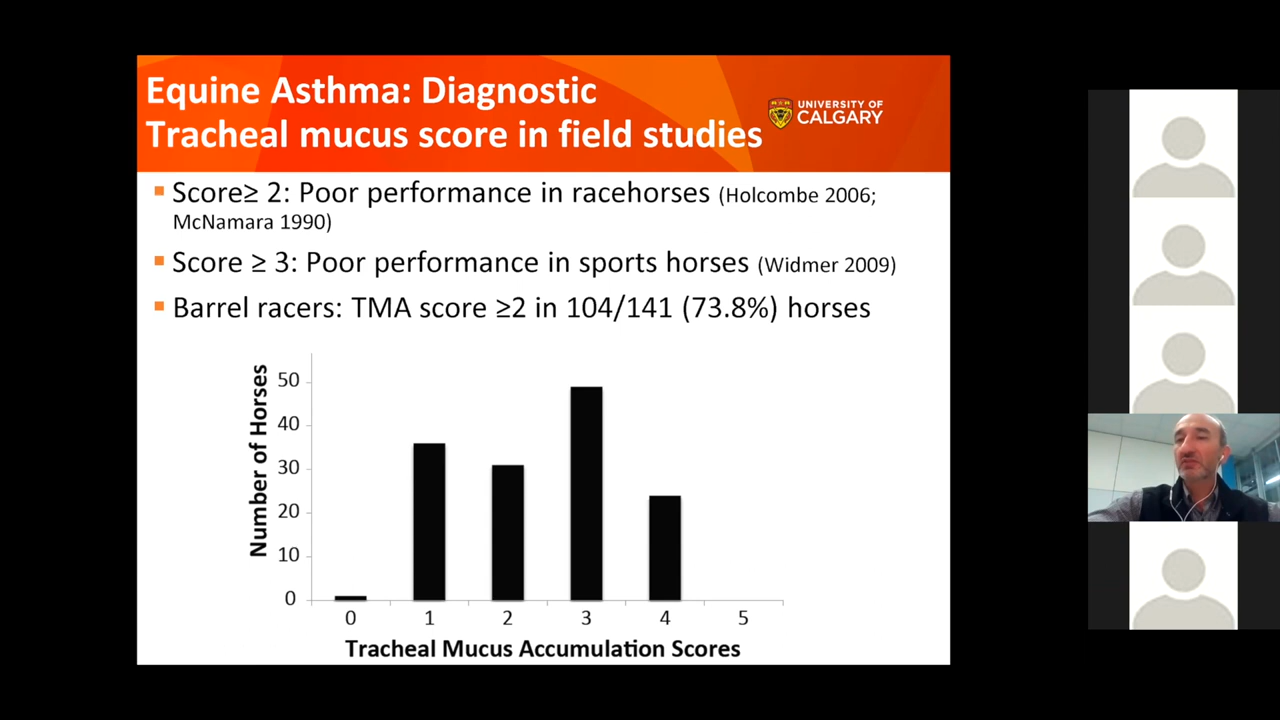 Equine Asthma: Diagnostic
Tracheal mucus score in field studies
UNIVERSITY OF
CALGARY
Score≥ 2: Poor performance in racehorses (Holcombe 2006;
McNamara 1990)
Score ≥ 3: Poor performance in sports horses (Widmer 2009)
Barrel racers: TMA score ≥2 in 104/141 (73.8%) horses
Number of Horses
50
40
30
20
10
0
0 1 2 3 4 5
Tracheal Mucus Accumulation Scores